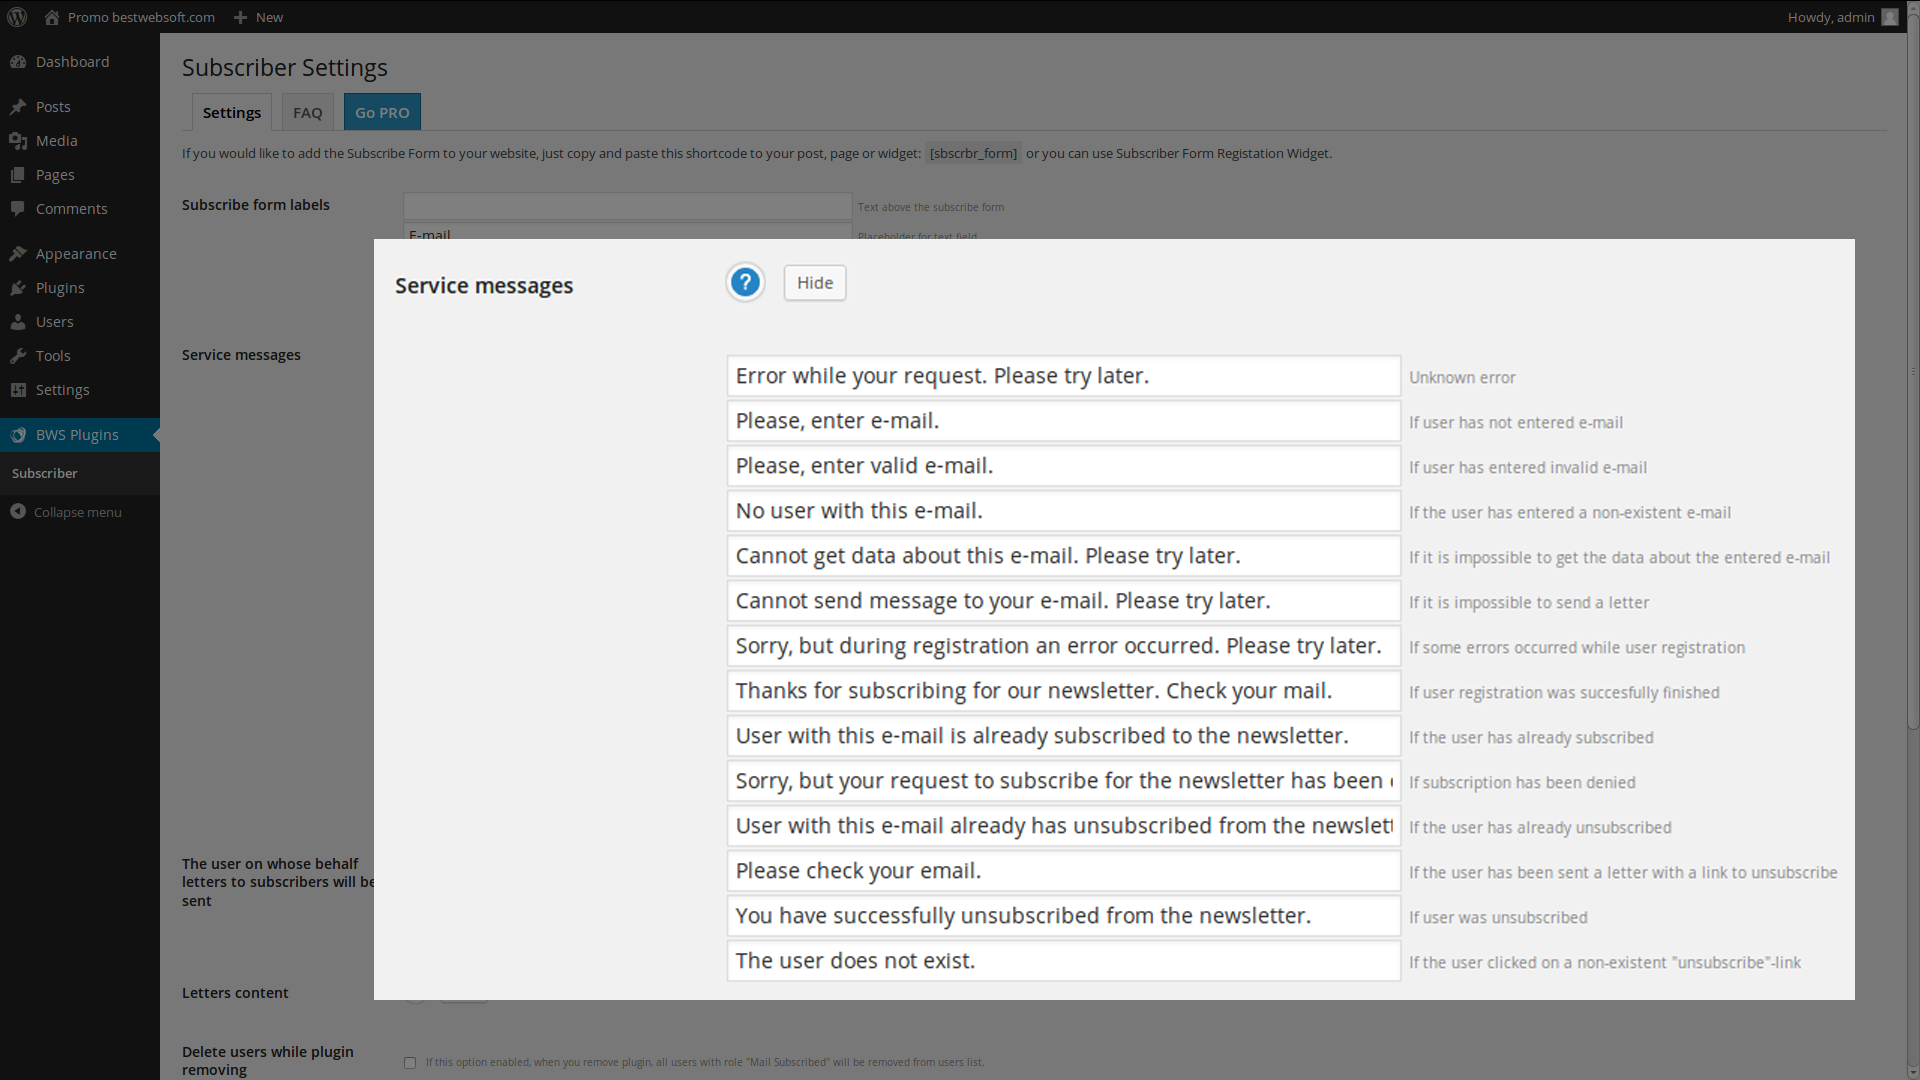 Promo bestwebsoft.com
New
Howdy, admin
Dashboard
Posts
Media
Pages
Comments
Appearance
Plugins
Users
Tools
Settings
BWS Plugins
Subscriber
Collapse menu
Subscriber Settings
Settings
FAQ
Go PRO
If you would like to add the Subscribe Form to your website, just copy and paste this shortcode to your post, page or widget: [sbscrbr_form] or you can use Subscriber Form Registation Widget.
Subscribe form labels
Text above the subscribe form
E-mail
Placeholder for text field
Service messages
Service messages
?
Hide
Error while your request. Please try later.
Unknown error
Please, enter e-mail.
If user has not entered e-mail
Please, enter valid e-mail.
If user has entered invalid e-mail
No user with this e-mail.
If the user has entered a non-existent e-mail
Cannot get data about this e-mail. Please try later.
If it is impossible to get the data about the entered e-mail
Cannot send message to your e-mail. Please try later.
If it is impossible to send a letter
Sorry, but during registration an error occurred. Please try later.
If some errors occurred while user registration
Thanks for subscribing for our newsletter. Check your mail.
If user registration was succesfully finished
User with this e-mail is already subscribed to the newsletter.
If the user has already subscribed
Sorry, but your request to subscribe for the newsletter has been
If subscription has been denied
User with this e-mail already has unsubscribed from the newslett
If the user has already unsubscribed
Please check your email.
If the user has been sent a letter with a link to unsubscribe
You have successfully unsubscribed from the newsletter.
If user was unsubscribed
The user does not exist.
If the user clicked on a non-existent "unsubscribe"-link
The user on whose behalf
letters to subscribers will be
sent
Letters content
Delete users while plugin
removing
If this option enabled, when you remove plugin, all users with role "Mail Subscribed" will be removed from users list.